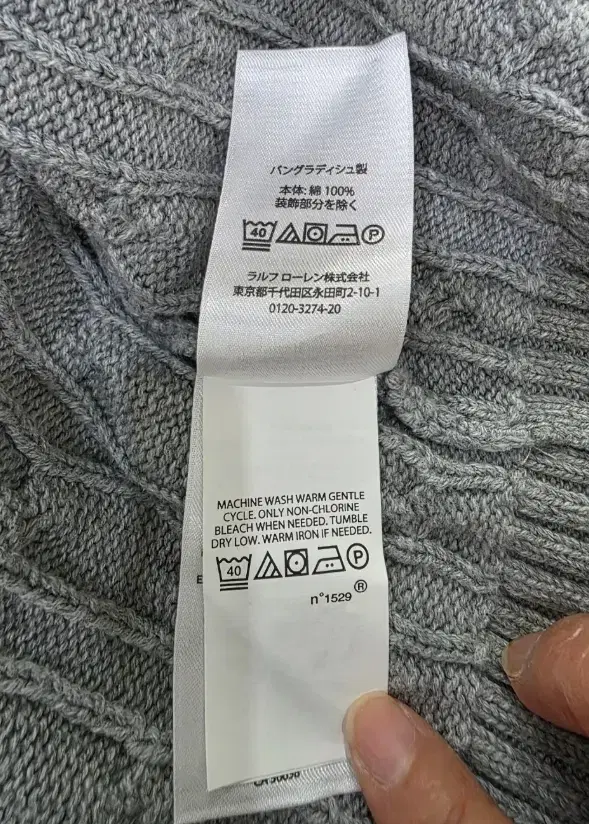 バングラディシュ製
本体: 綿 100%
装飾部分を除く
40 P
ラルフ ローレン株式会社
東京都千代田区永田町2-10-1
0120-3274-20
MACHINE WASH WARM GENTLE
CYCLE. ONLY NON-CHLORINE
BLEACH WHEN NEEDED. TUMBLE
DRY LOW. WARM IRON IF NEEDED.
40 P
n°1529 ®